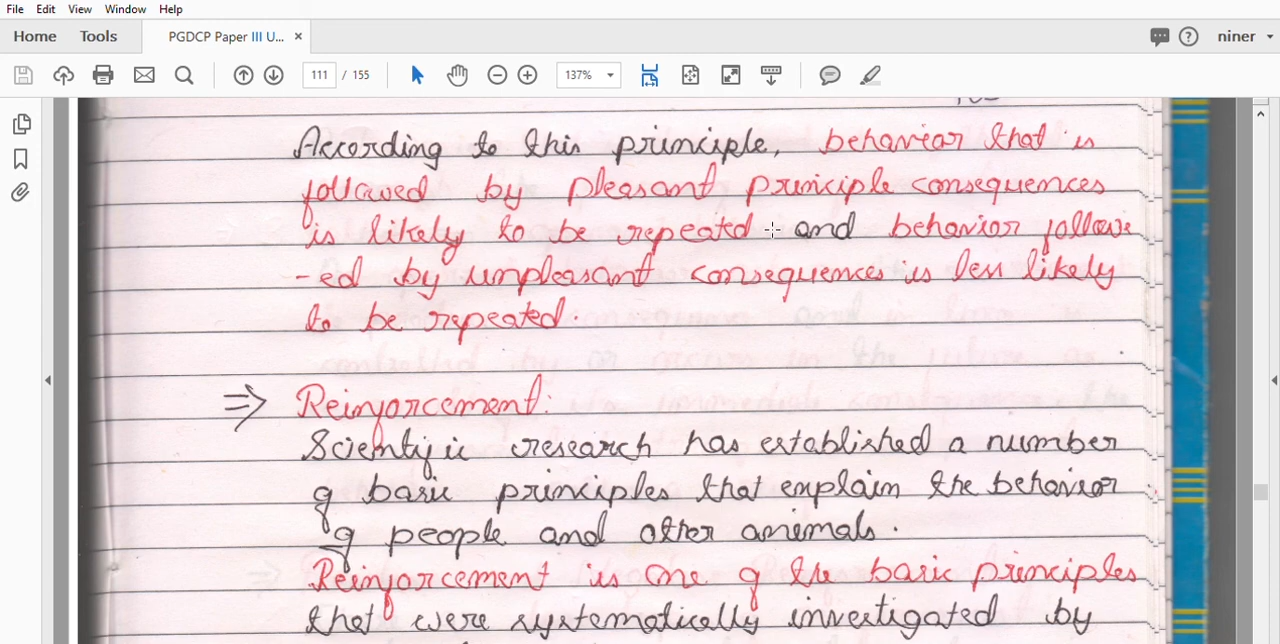 File Edit View Window Help
Home Tools PGDCP Paper III U... × niner
111 / 155 137%
According to this principle, behavior that is
followed by pleasant principle consequences
is likely to be repeated and behavior follow
-ed by unpleasant consequences is less likely
to be repeated.
⇒ Reinforcement:
Scientific research has established a number
of basic principles that explain the behavior
of people and other animals.
Reinforcement is one of the basic principles
that were systematically investigated by